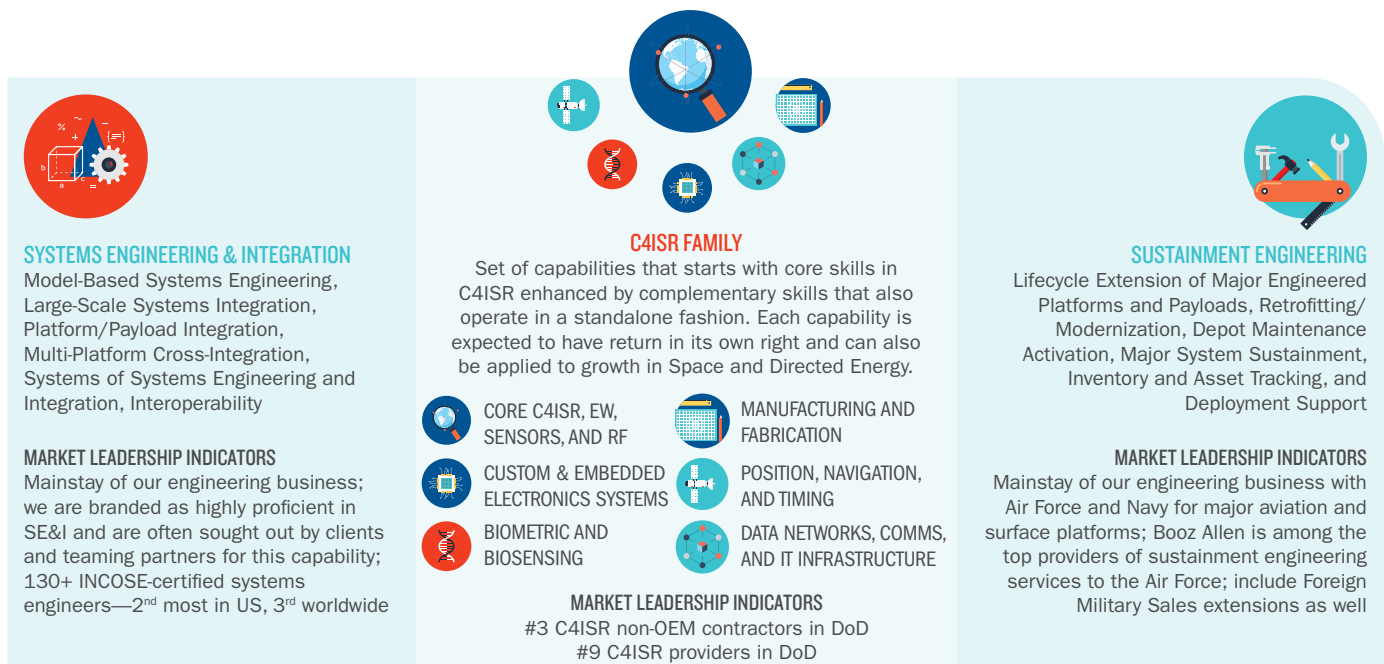 SYSTEMS ENGINEERING & INTEGRATION
Model-Based Systems Engineering,
Large-Scale Systems Integration,
Platform/Payload Integration,
Multi-Platform Cross-Integration,
Systems of Systems Engineering and
Integration, Interoperability
MARKET LEADERSHIP INDICATORS
Mainstay of our engineering business;
we are branded as highly proficient in
SE&I and are often sought out by clients
and teaming partners for this capability;
130+ INCOSE-certified systems
engineers—2nd most in US, 3rd worldwide
C4ISR FAMILY
Set of capabilities that starts with core skills in
C4ISR enhanced by complementary skills that also
operate in a standalone fashion. Each capability is
expected to have return in its own right and can also
be applied to growth in Space and Directed Energy.
CORE C4ISR, EW,
SENSORS, AND RF
CUSTOM & EMBEDDED
ELECTRONICS SYSTEMS
BIOMETRIC AND
BIOSENSING
MANUFACTURING AND
FABRICATION
POSITION, NAVIGATION,
AND TIMING
DATA NETWORKS, COMMS,
AND IT INFRASTRUCTURE
MARKET LEADERSHIP INDICATORS
#3 C4ISR non-OEM contractors in DoD
#9 C4ISR providers in DoD
SUSTAINMENT ENGINEERING
Lifecycle Extension of Major Engineered
Platforms and Payloads, Retrofitting/
Modernization, Depot Maintenance
Activation, Major System Sustainment,
Inventory and Asset Tracking, and
Deployment Support
MARKET LEADERSHIP INDICATORS
Mainstay of our engineering business with
Air Force and Navy for major aviation and
surface platforms; Booz Allen is among the
top providers of sustainment engineering
services to the Air Force; include Foreign
Military Sales extensions as well